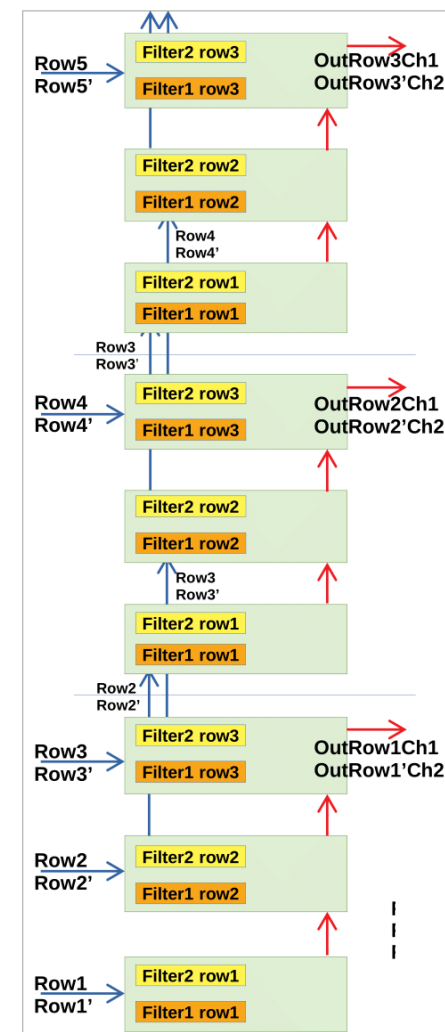 Filter2 row3
Row5
Row5’
Filter1 row3
OutRow3Ch1
OutRow3’Ch2
Filter2 row2
Filter1 row2
Row4
Row4’
Filter2 row1
Filter1 row1
Row3
Row3’
Filter2 row3
Row4
Row4’
Filter1 row3
OutRow2Ch1
OutRow2’Ch2
Filter2 row2
Filter1 row2
Row3
Row3’
Filter2 row1
Filter1 row1
Row2
Row2’
Filter2 row3
Row3
Row3’
Filter1 row3
OutRow1Ch1
OutRow1’Ch2
Filter2 row2
Row2
Row2’
Filter1 row2
Filter2 row1
Row1
Row1’
Filter1 row1